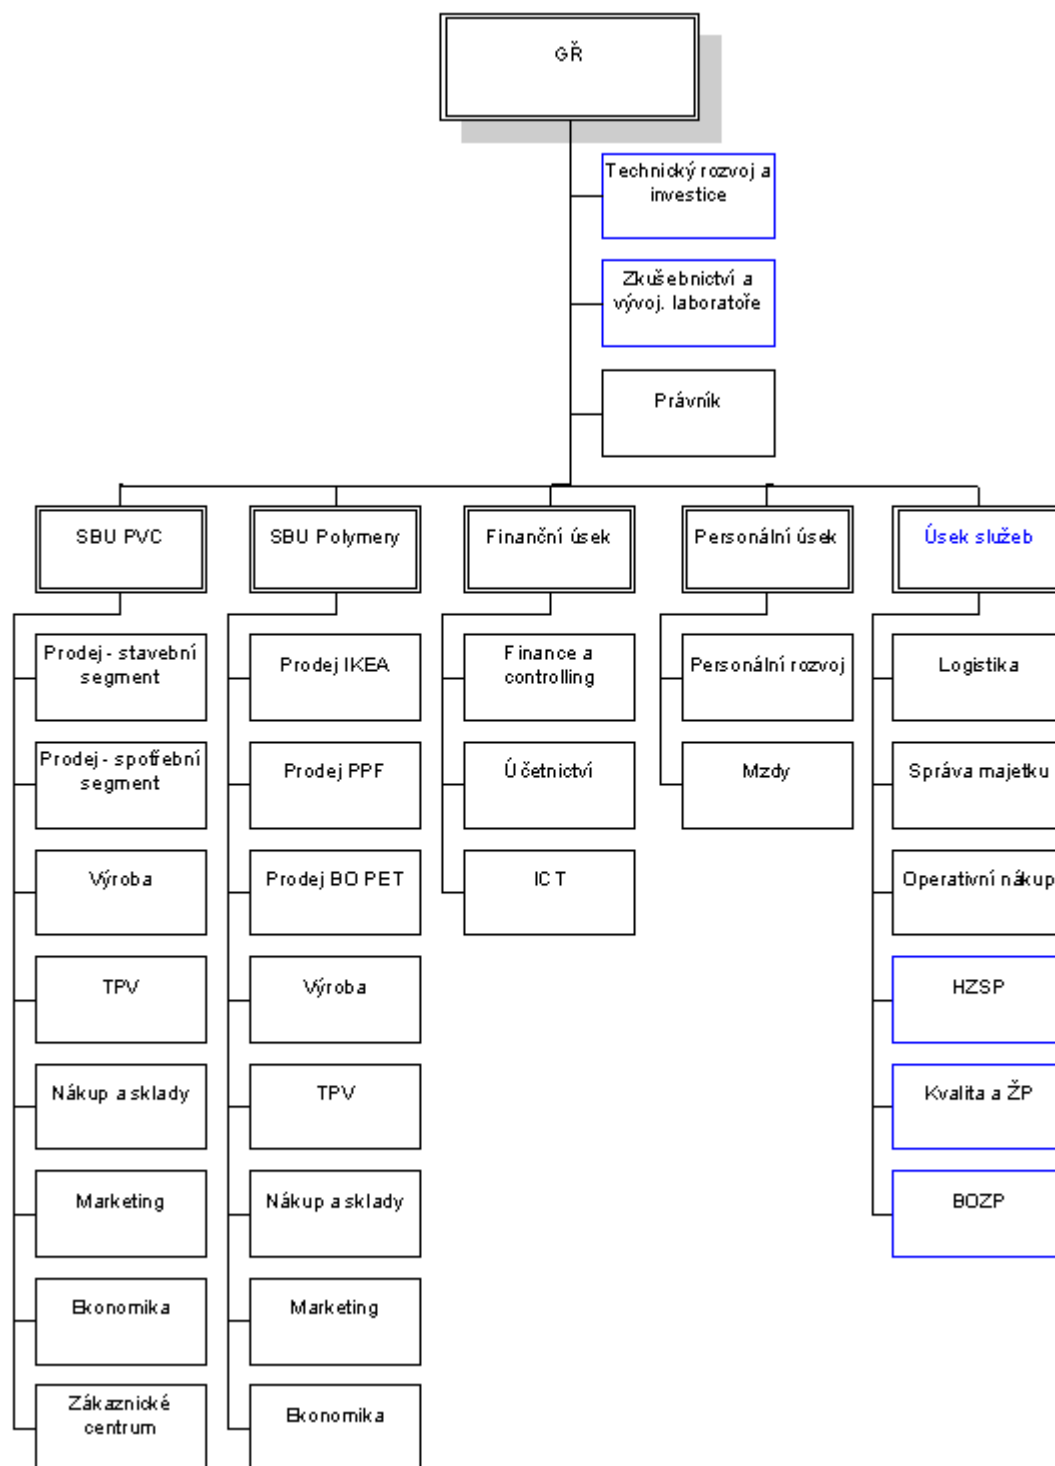 GŘ
Technický rozvoj a
investice
Zkušebnictví a
vývoj. laboratoře
Právník
SBU PVC
SBU Polymery
Finanční úsek
Personální úsek
Úsek služeb
Prodej - stavební
segment
Prodej - spotřební
segment
Výroba
TPV
Nákup a sklady
Marketing
Ekonomika
Zákaznické
centrum
Prodej IKEA
Prodej PPF
Prodej BO PET
Výroba
TPV
Nákup a sklady
Marketing
Ekonomika
Finance a
controlling
Účetnictví
ICT
Personální rozvoj
Mzdy
Logistika
Správa majetku
Operativní nákup
HZSP
Kvalita a ŽP
BOZP